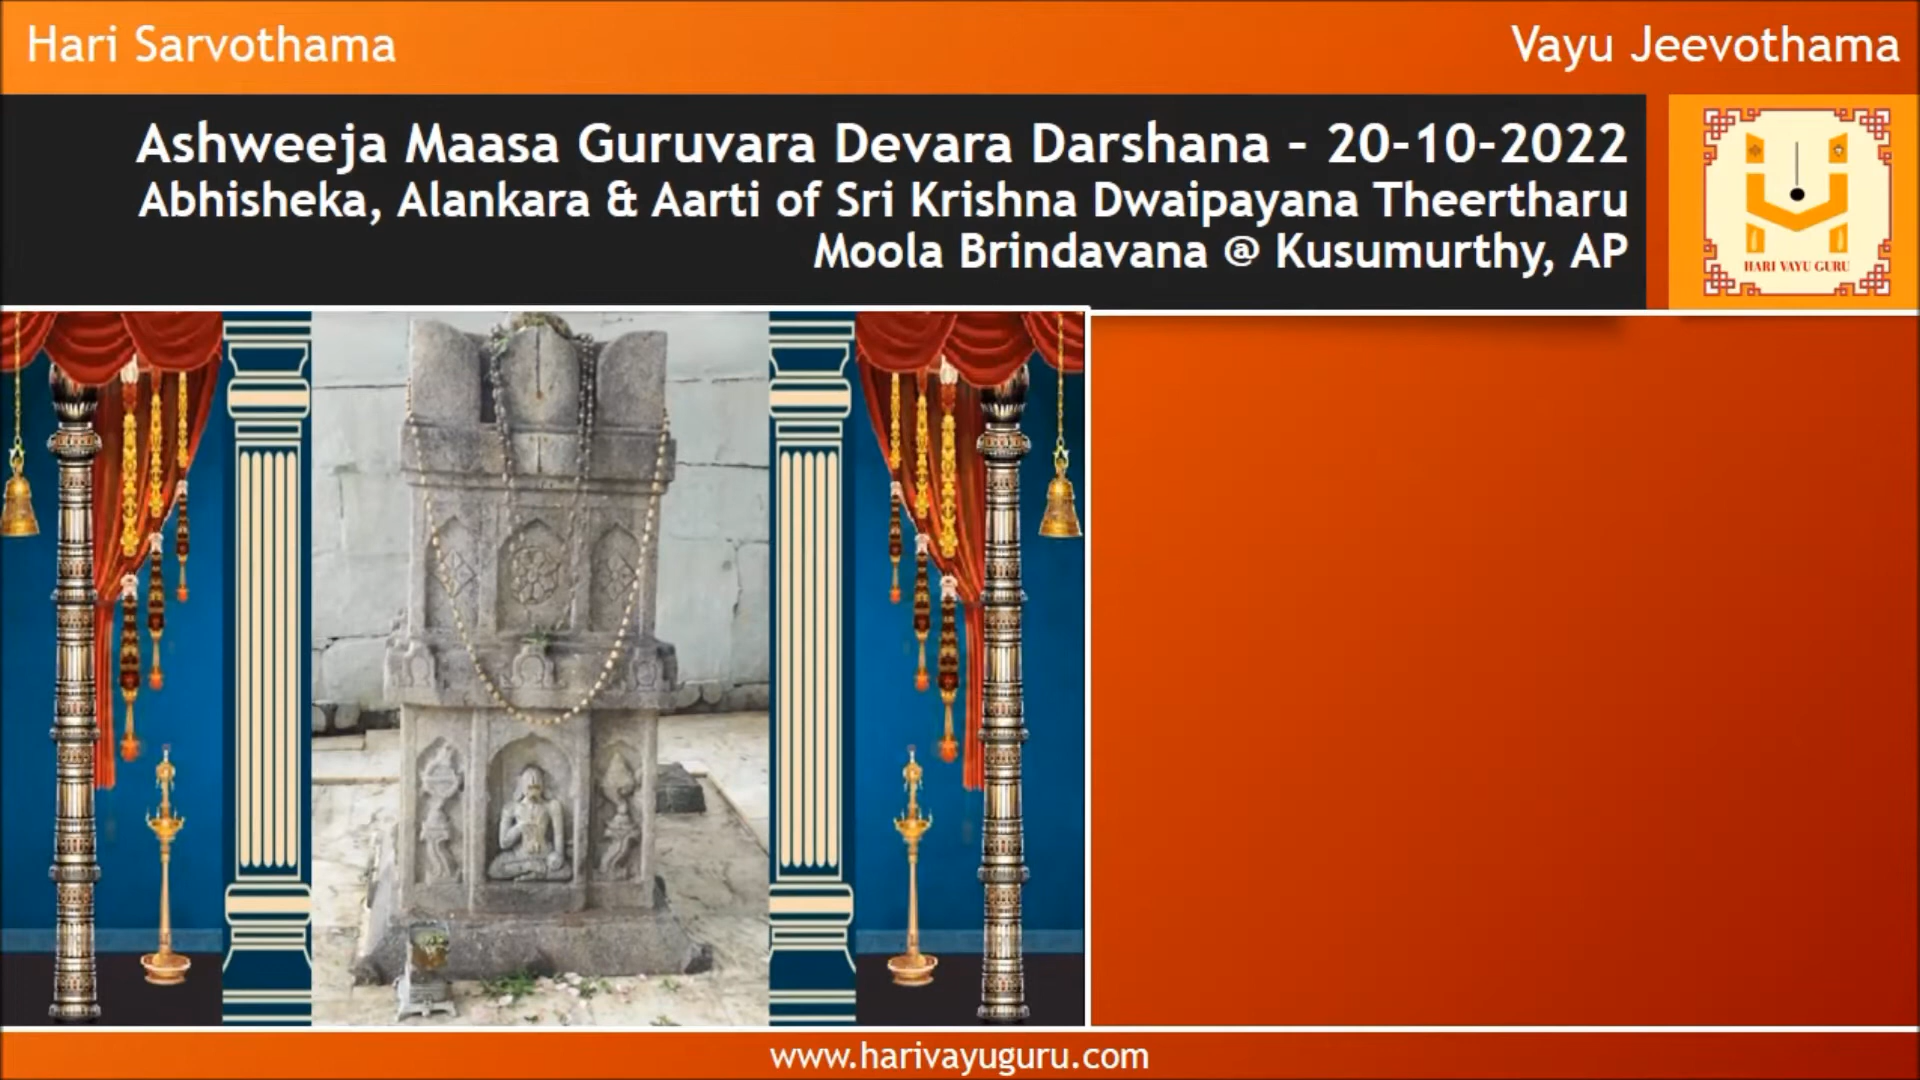 Hari Sarvothama
Vayu Jeevothama
Ashweeja Maasa Guruvara Devara Darshana - 20-10-2022
Abhisheka, Alankara & Aarti of Sri Krishna Dwaipayana Theertharu
Moola Brindavana @ Kusumurthy, AP
HARI VAYU GURU
www.harivayuguru.com